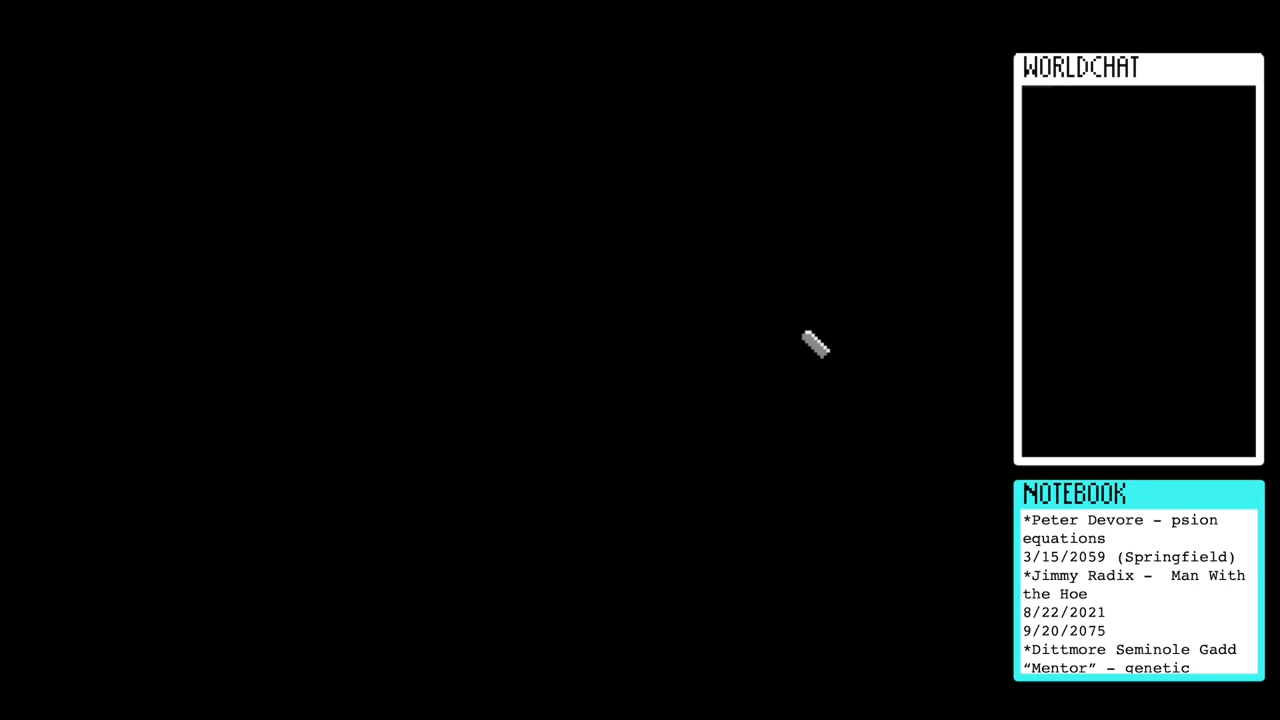 WORLDCHAT
NOTEBOOK
*Peter Devore - psion
equations
3/15/2059 (Springfield)
*Jimmy Radix -  Man With
the Hoe
8/22/2021
9/20/2075
*Dittmore Seminole Gadd
“Mentor” - genetic